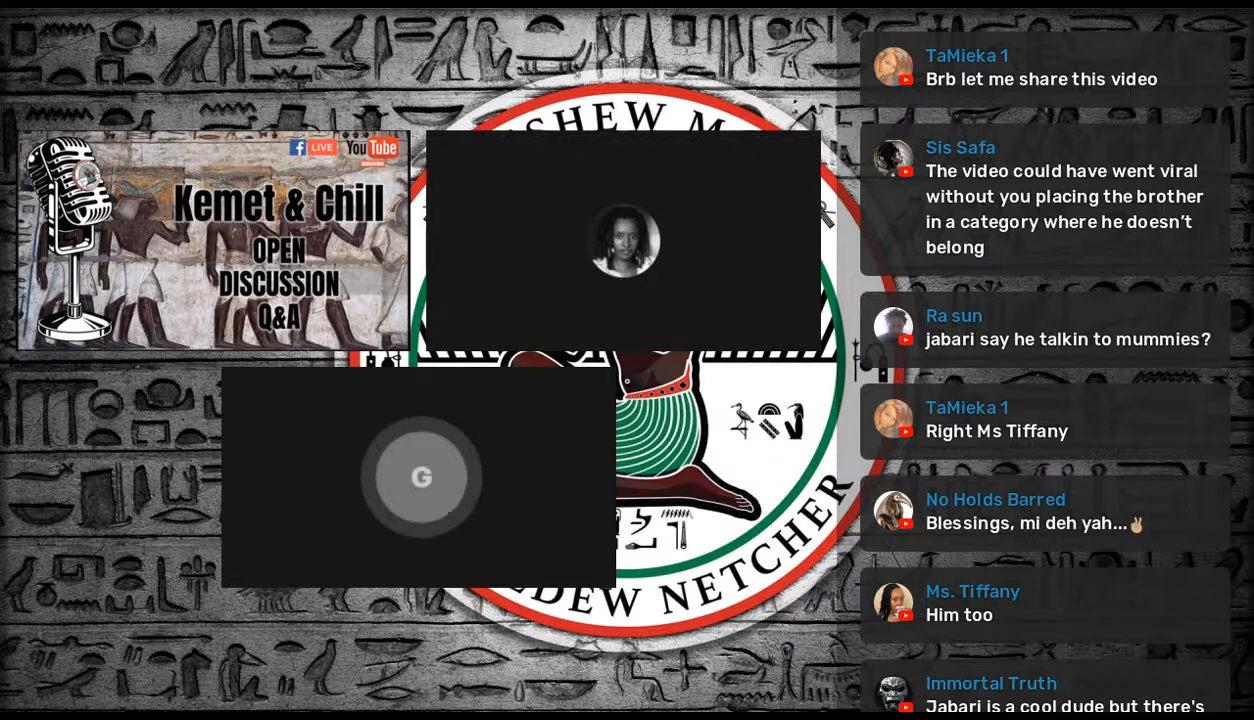 LIVE
YouTube
Kemet & Chill
OPEN
DISCUSSION
Q&A
G
NETCHER
TaMieka 1
Brb let me share this video
Sis Safa
The video could have went viral
without you placing the brother
in a category where he doesn’t
belong
Ra sun
jabari say he talkin to mummies?
TaMieka 1
Right Ms Tiffany
No Holds Barred
Blessings, mi deh yah...✌🏼
Ms. Tiffany
Him too
Immortal Truth
Jabari is a cool dude but there's